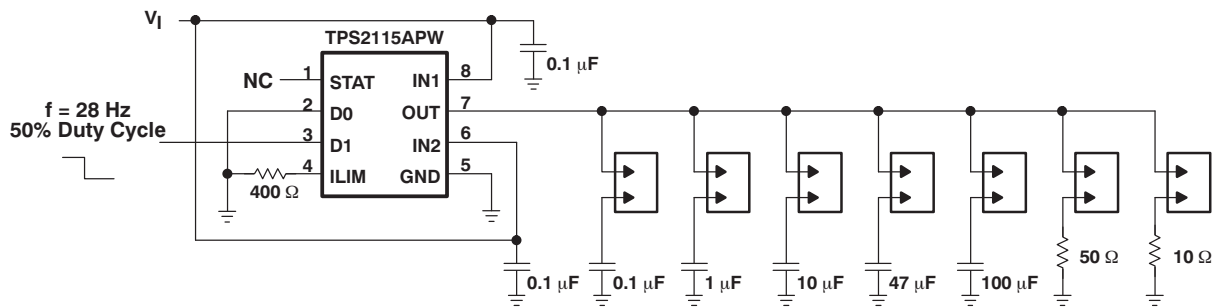 VI
TPS2115APW
0.1 μF
NC
1 STAT IN1 8
f = 28 Hz
50% Duty Cycle
2 D0 OUT 7
3 D1 IN2 6
4 ILIM GND 5
400 Ω
0.1 μF
0.1 μF
1 μF
10 μF
47 μF
100 μF
50 Ω
10 Ω